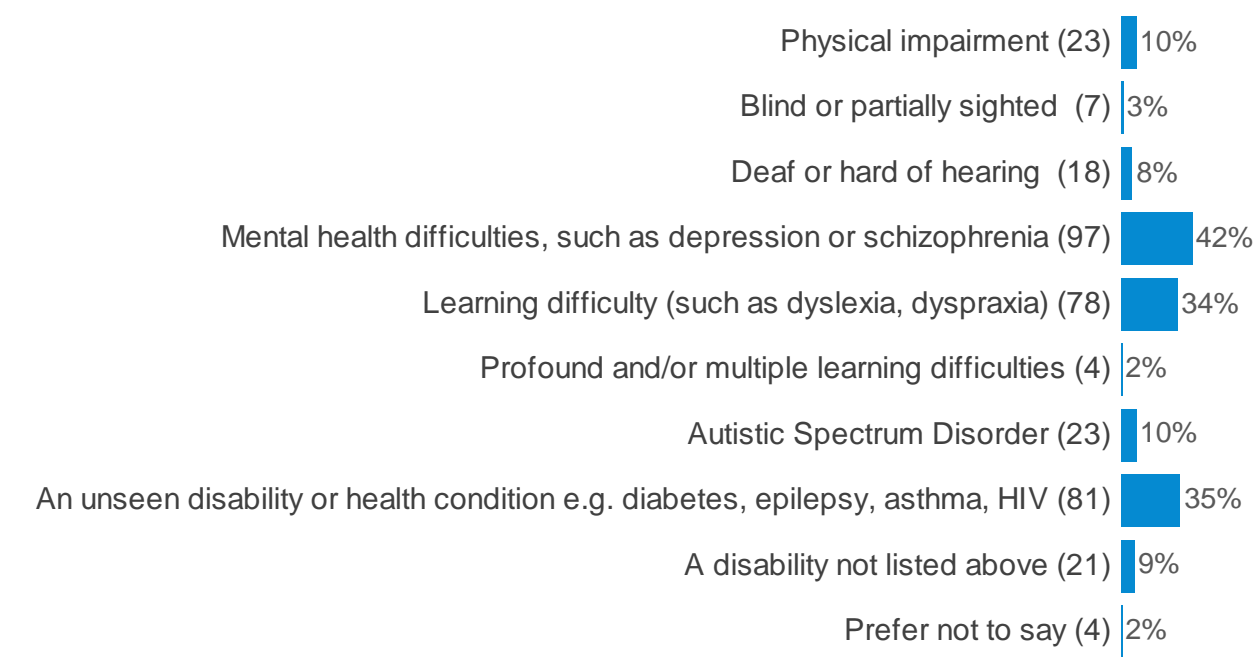 Physical impairment (23) 10%
Blind or partially sighted (7) 3%
Deaf or hard of hearing (18) 8%
Mental health difficulties, such as depression or schizophrenia (97) 42%
Learning difficulty (such as dyslexia, dyspraxia) (78) 34%
Profound and/or multiple learning difficulties (4) 2%
Autistic Spectrum Disorder (23) 10%
An unseen disability or health condition e.g. diabetes, epilepsy, asthma, HIV (81) 35%
A disability not listed above (21) 9%
Prefer not to say (4) 2%